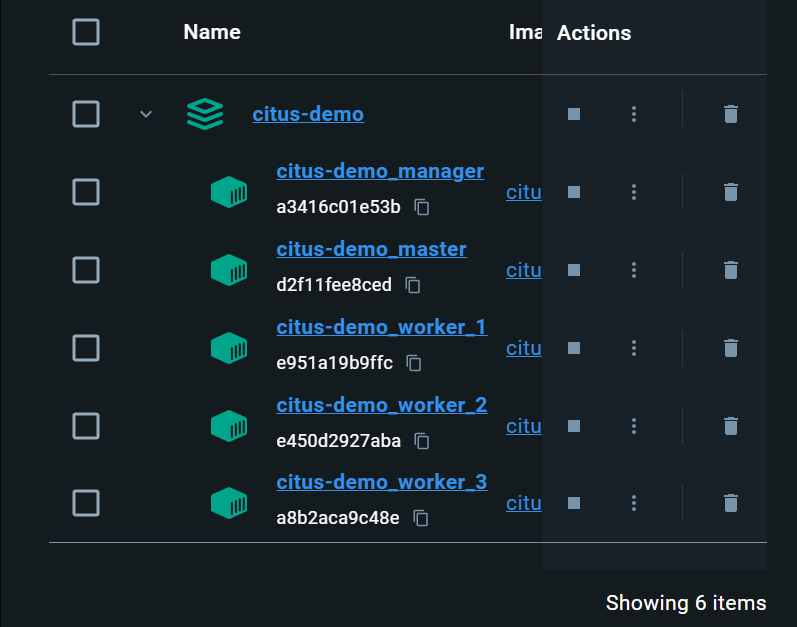 Name Ima Actions
citus-demo
citus-demo_manager
a3416c01e53b citu
citus-demo_master
d2f11fee8ced citu
citus-demo_worker_1
e951a19b9ffc citu
citus-demo_worker_2
e450d2927aba citu
citus-demo_worker_3
a8b2aca9c48e citu
Showing 6 items